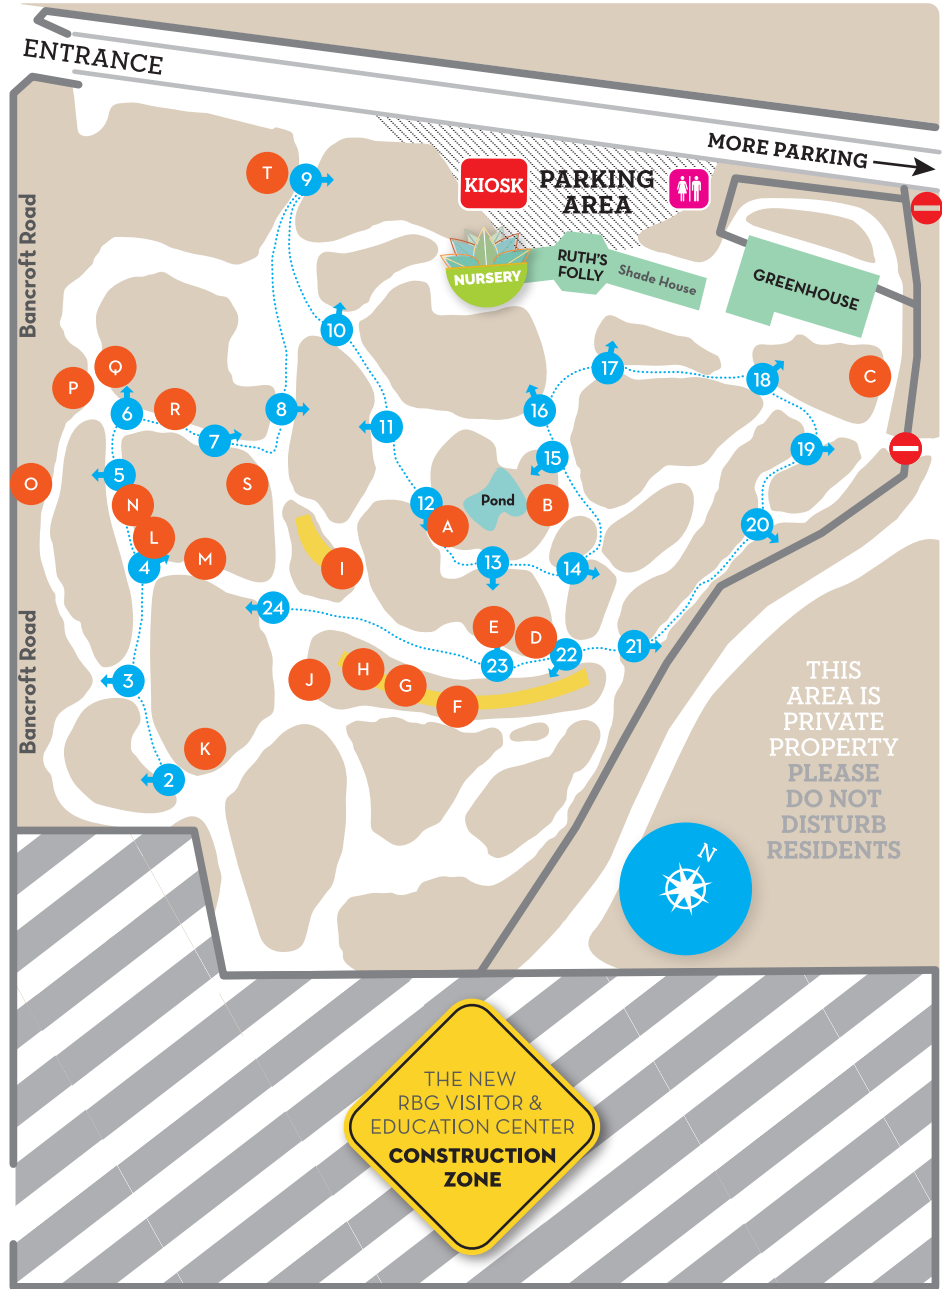 ENTRANCE
MORE PARKING
T
9
KIOSK
PARKING
AREA
Bancroft Road
NURSERY
RUTH'S
FOLLY
Shade House
GREENHOUSE
10
17
18
C
Q
P
6
R
7
8
11
16
15
19
5
O
N
S
12
A
Pond
B
20
L
4
M
I
13
14
24
E
D
23
22
21
Bancroft Road
3
J
H
G
F
K
2
THIS
AREA IS
PRIVATE
PROPERTY
PLEASE
DO NOT
DISTURB
RESIDENTS
N
THE NEW
RBG VISITOR &
EDUCATION CENTER
CONSTRUCTION
ZONE